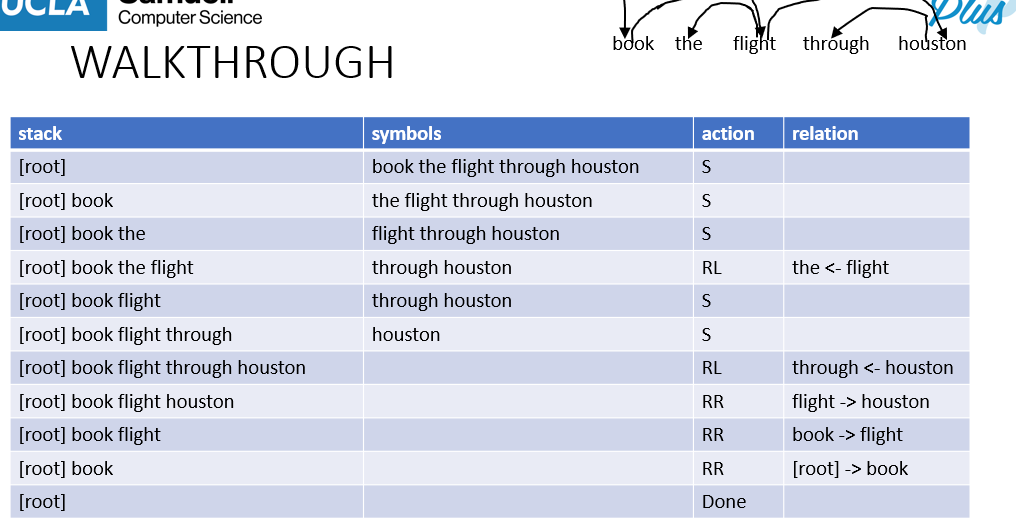 UCLA
Computer Science
Plus
book the flight through houston
WALKTHROUGH
stack symbols action relation
[root] book the flight through houston S
[root] book the flight through houston S
[root] book the flight through houston S
[root] book the flight through houston RL the <- flight
[root] book flight through houston S
[root] book flight through houston S
[root] book flight through houston RL through <- houston
[root] book flight houston RR flight -> houston
[root] book flight RR book -> flight
[root] book RR [root] -> book
[root] Done